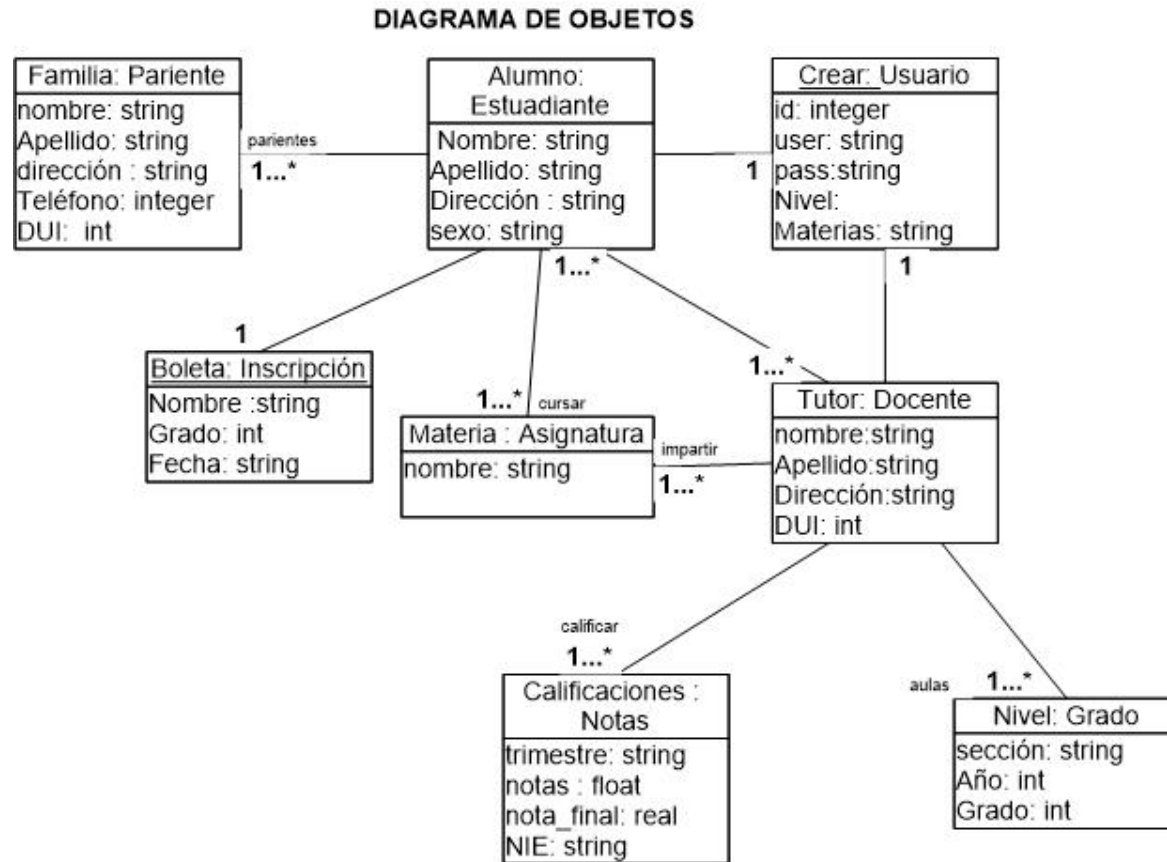 DIAGRAMA DE OBJETOS
Familia: Pariente
nombre: string
Apellido: string
dirección : string
Teléfono: integer
DUI: int
parientes
1...*
Alumno:
Estuadiante
Nombre: string
Apellido: string
Dirección : string
sexo: string
1...*
Crear: Usuario
id: integer
user: string
pass:string
Nivel:
Materias: string
1
1
1
Boleta: Inscripción
Nombre :string
Grado: int
Fecha: string
1...* cursar
Materia : Asignatura
nombre: string
impartir
1...*
1...*
Tutor: Docente
nombre:string
Apellido:string
Dirección:string
DUI: int
calificar
1...*
Calificaciones :
Notas
trimestre: string
notas : float
nota_final: real
NIE: string
aulas
1...*
Nivel: Grado
sección: string
Año: int
Grado: int